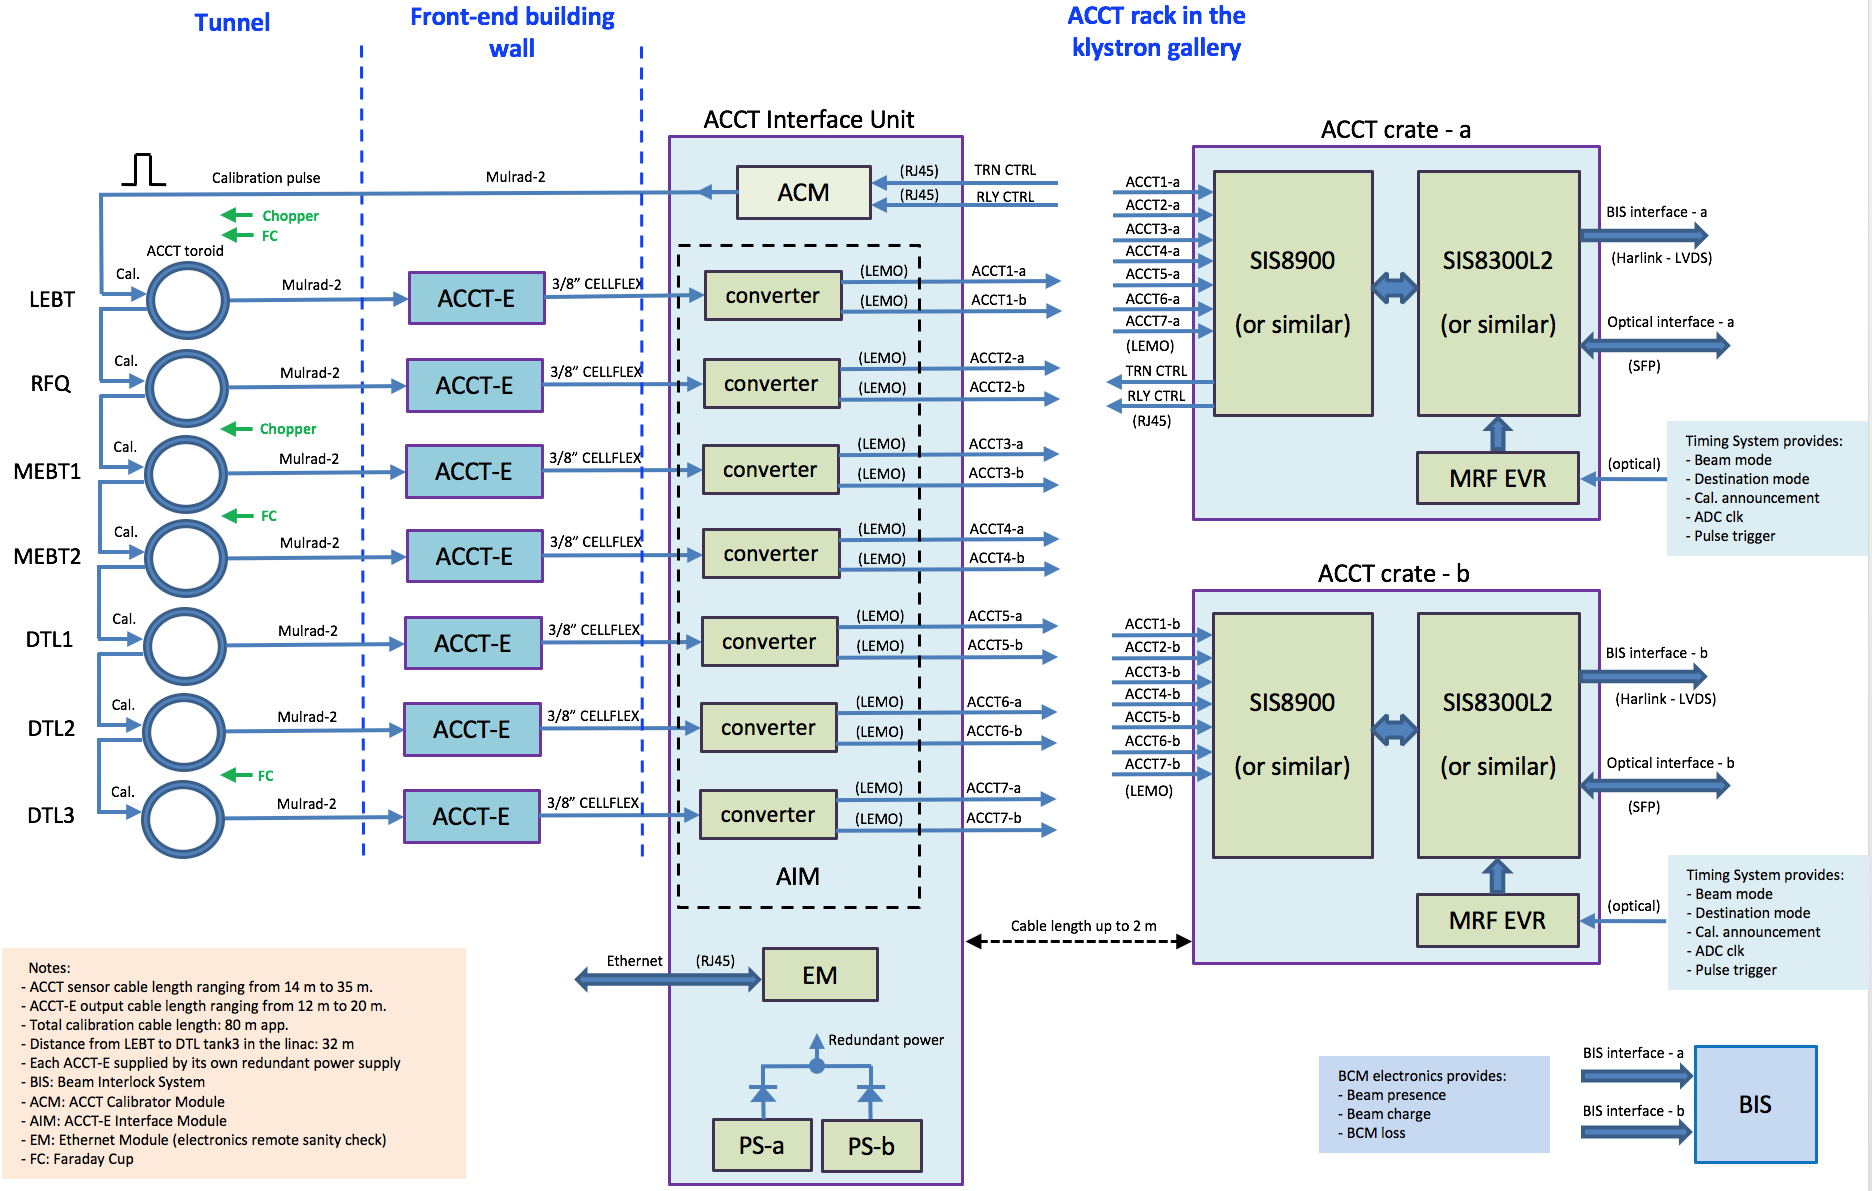 Tunnel
Front-end building
wall
ACCT rack in the
klystron gallery
ACCT Interface Unit
ACCT crate - a
Calibration pulse
Mulrad-2
ACM
(RJ45)
TRN CTRL
(RJ45)
RLY CTRL
Chopper
FC
ACCT toroid
LEBT
Cal.
Mulrad-2
ACCT-E
3/8” CELLFLEX
converter
(LEMO)
ACCT1-a
(LEMO)
ACCT1-b
RFQ
Cal.
Mulrad-2
ACCT-E
3/8” CELLFLEX
converter
(LEMO)
ACCT2-a
(LEMO)
ACCT2-b
Chopper
MEBT1
Cal.
Mulrad-2
ACCT-E
3/8” CELLFLEX
converter
(LEMO)
ACCT3-a
(LEMO)
ACCT3-b
FC
MEBT2
Cal.
Mulrad-2
ACCT-E
3/8” CELLFLEX
converter
(LEMO)
ACCT4-a
(LEMO)
ACCT4-b
DTL1
Cal.
Mulrad-2
ACCT-E
3/8” CELLFLEX
converter
(LEMO)
ACCT5-a
(LEMO)
ACCT5-b
DTL2
Cal.
Mulrad-2
ACCT-E
3/8” CELLFLEX
converter
(LEMO)
ACCT6-a
(LEMO)
ACCT6-b
FC
DTL3
Cal.
Mulrad-2
ACCT-E
3/8” CELLFLEX
converter
(LEMO)
ACCT7-a
(LEMO)
ACCT7-b
AIM
Ethernet
(RJ45)
EM
Redundant power
PS-a
PS-b
Cable length up to 2 m
ACCT1-a
ACCT2-a
ACCT3-a
ACCT4-a
ACCT5-a
ACCT6-a
ACCT7-a
(LEMO)
TRN CTRL
RLY CTRL
(RJ45)
SIS8900
(or similar)
SIS8300L2
(or similar)
MRF EVR
BIS interface - a
(Harlink - LVDS)
Optical interface - a
(SFP)
(optical)
Timing System provides:
- Beam mode
- Destination mode
- Cal. announcement
- ADC clk
- Pulse trigger
ACCT crate - b
ACCT1-b
ACCT2-b
ACCT3-b
ACCT4-b
ACCT5-b
ACCT6-b
ACCT7-b
(LEMO)
SIS8900
(or similar)
SIS8300L2
(or similar)
MRF EVR
BIS interface - b
(Harlink - LVDS)
Optical interface - b
(SFP)
(optical)
Timing System provides:
- Beam mode
- Destination mode
- Cal. announcement
- ADC clk
- Pulse trigger
Notes:
- ACCT sensor cable length ranging from 14 m to 35 m.
- ACCT-E output cable length ranging from 12 m to 20 m.
- Total calibration cable length: 80 m app.
- Distance from LEBT to DTL tank3 in the linac: 32 m
- Each ACCT-E supplied by its own redundant power supply
- BIS: Beam Interlock System
- ACM: ACCT Calibrator Module
- AIM: ACCT-E Interface Module
- EM: Ethernet Module (electronics remote sanity check)
- FC: Faraday Cup
BCM electronics provides:
- Beam presence
- Beam charge
- BCM loss
BIS interface - a
BIS interface - b
BIS